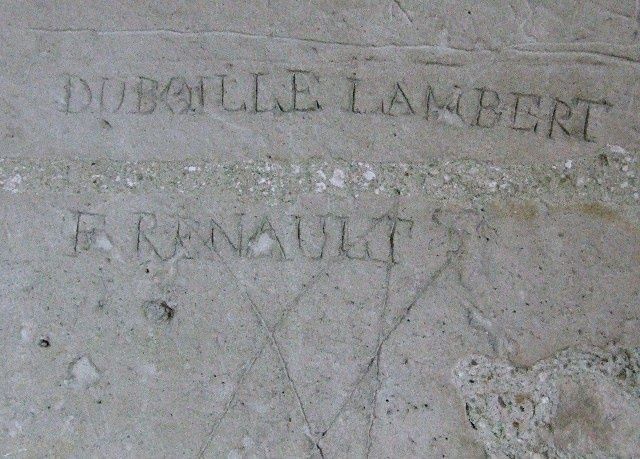 DUBOILLE LAMBERT
F. RENAULT